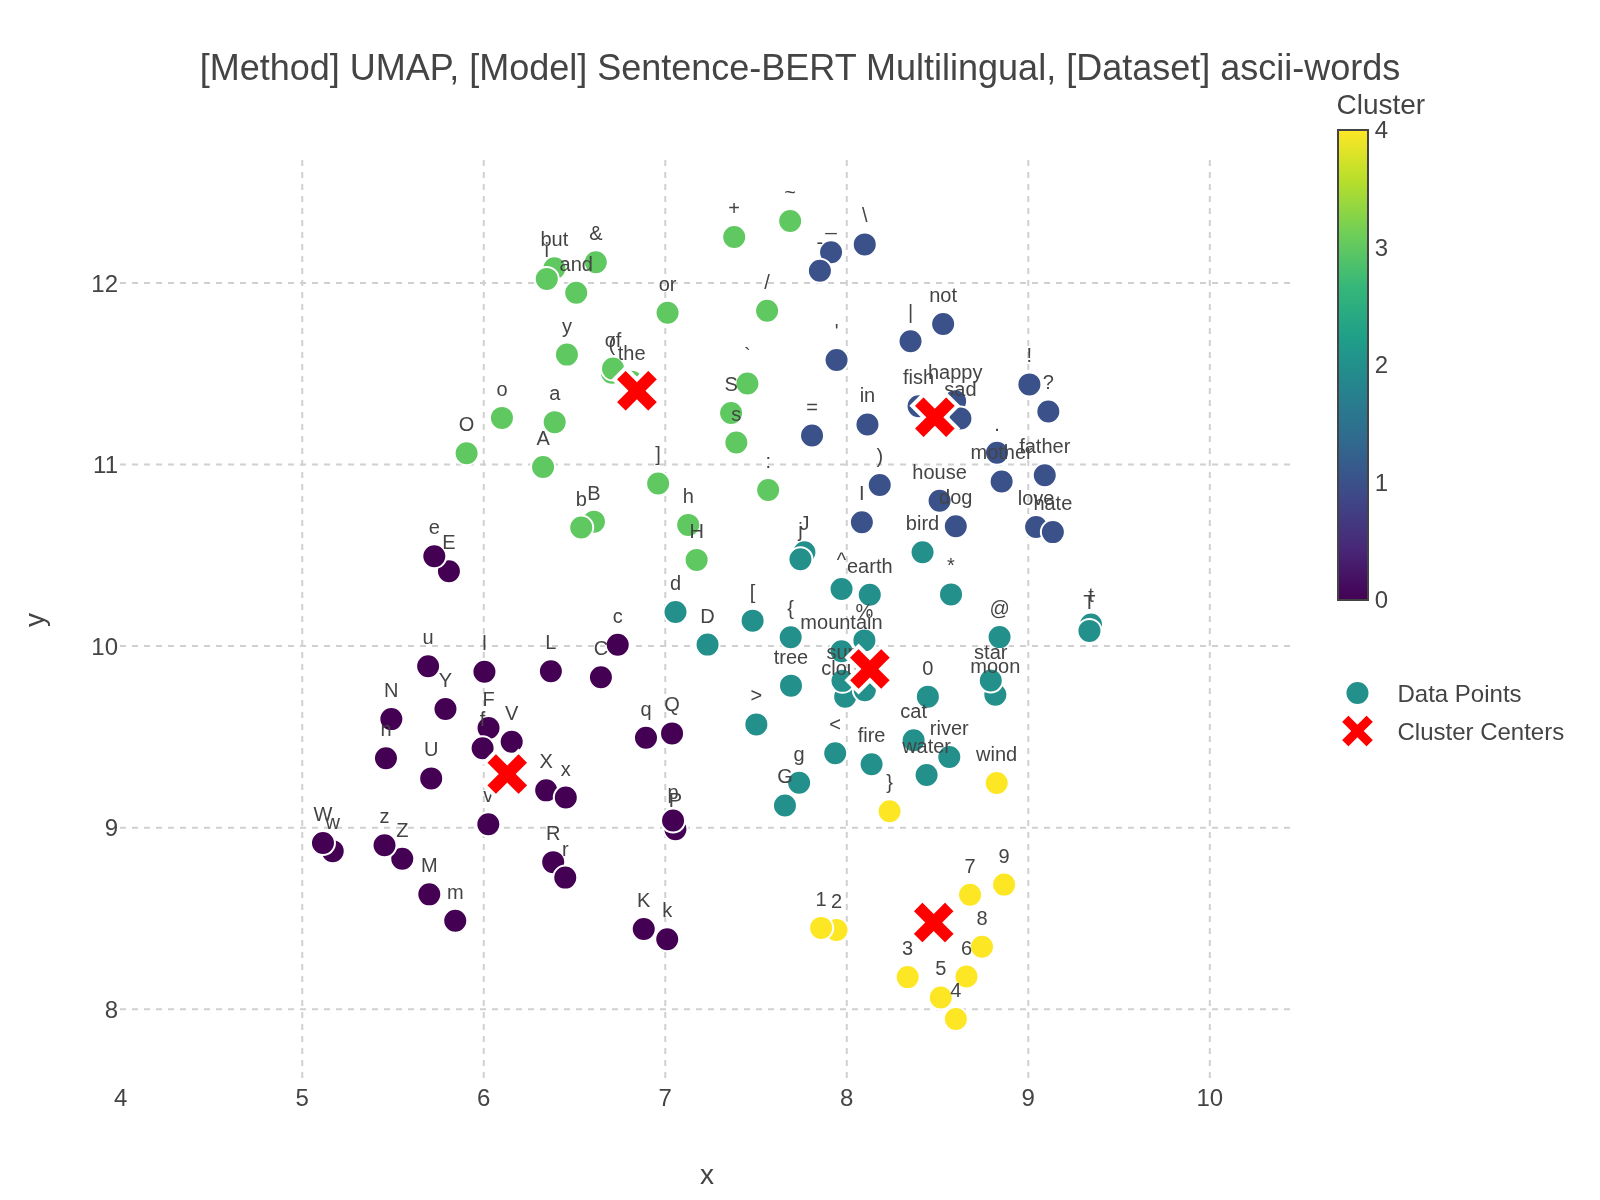 [Method] UMAP, [Model] Sentence-BERT Multilingual, [Dataset] ascii-words
Cluster
4
3
2
1
0
Data Points
Cluster Centers
y
12
11
10
9
8
4
5
6
7
8
9
10
x
~
+
\
_
-
&
but
i
and
or
/
not
|
'
y
of
(
the
`
!
?
happy
fish
sad
S
s
=
in
o
a
O
A
.
mother
father
]
:
)
house
dog
love
hate
b
B
h
H
I
J
j
bird
e
E
^
earth
*
d
D
[
{
%
mountain
@
t
T
c
C
u
l
L
tree
star
moon
0
N
n
Y
F
f
V
q
Q
>
<
cat
river
water
fire
wind
U
X
x
g
G
}
v
p
P
W
w
z
Z
R
r
M
m
K
k
1
2
7
9
8
3
6
5
4